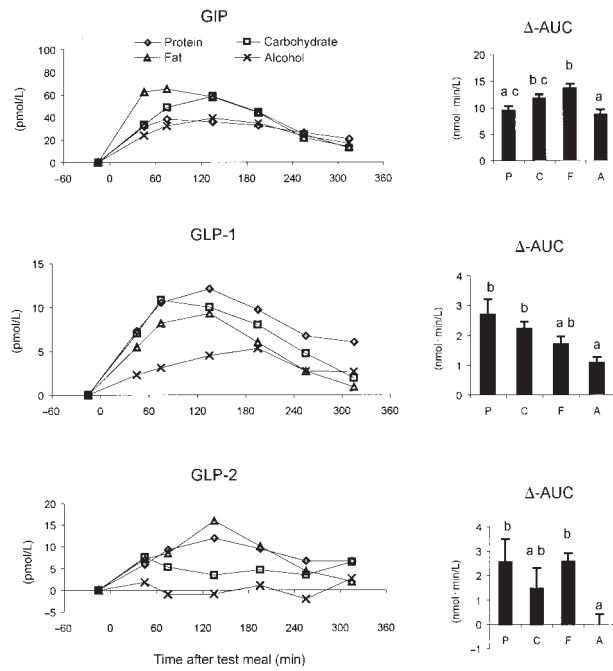 GIP
Protein
Carbohydrate
Fat
Alcohol
(pmol/L)
100
80
60
40
20
0
−60
0
60
120
180
240
300
360
Δ-AUC
(nmol· min/L)
20
15
10
5
0
a c
b c
b
a
P
C
F
A
GLP-1
(pmol/L)
15
10
5
0
−60
0
60
120
180
240
300
360
Δ-AUC
(nmol· min/L)
4
3
2
1
0
b
b
a b
a
P
C
F
A
GLP-2
(pmol/L)
20
15
10
5
0
−5
−60
0
60
120
180
240
300
360
Time after test meal (min)
Δ-AUC
(nmol· min/L)
4
3
2
1
0
−1
b
a b
b
a
P
C
F
A